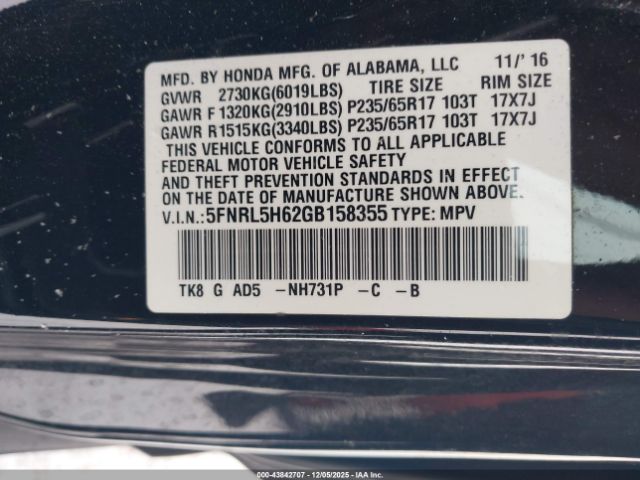 MFD. BY HONDA MFG. OF ALABAMA, LLC 11/'16
GVWR 2730KG(6019LBS) TIRE SIZE RIM SIZE
GAWR F 1320KG(2910LBS) P235/65R17 103T 17X7J
GAWR R1515KG(3340LBS) P235/65R17 103T 17X7J
THIS VEHICLE CONFORMS TO ALL APPLICABLE
FEDERAL MOTOR VEHICLE SAFETY
AND THEFT PREVENTION STANDARDS IN EFFECT
ON THE DATE OF MANUFACTURE SHOWN ABOVE.
V.I.N.:5FNRL5H62GB158355 TYPE: MPV
TK8 G AD5 -NH731P -C -B
000-43842707 - 12/05/2025 - IAA Inc.